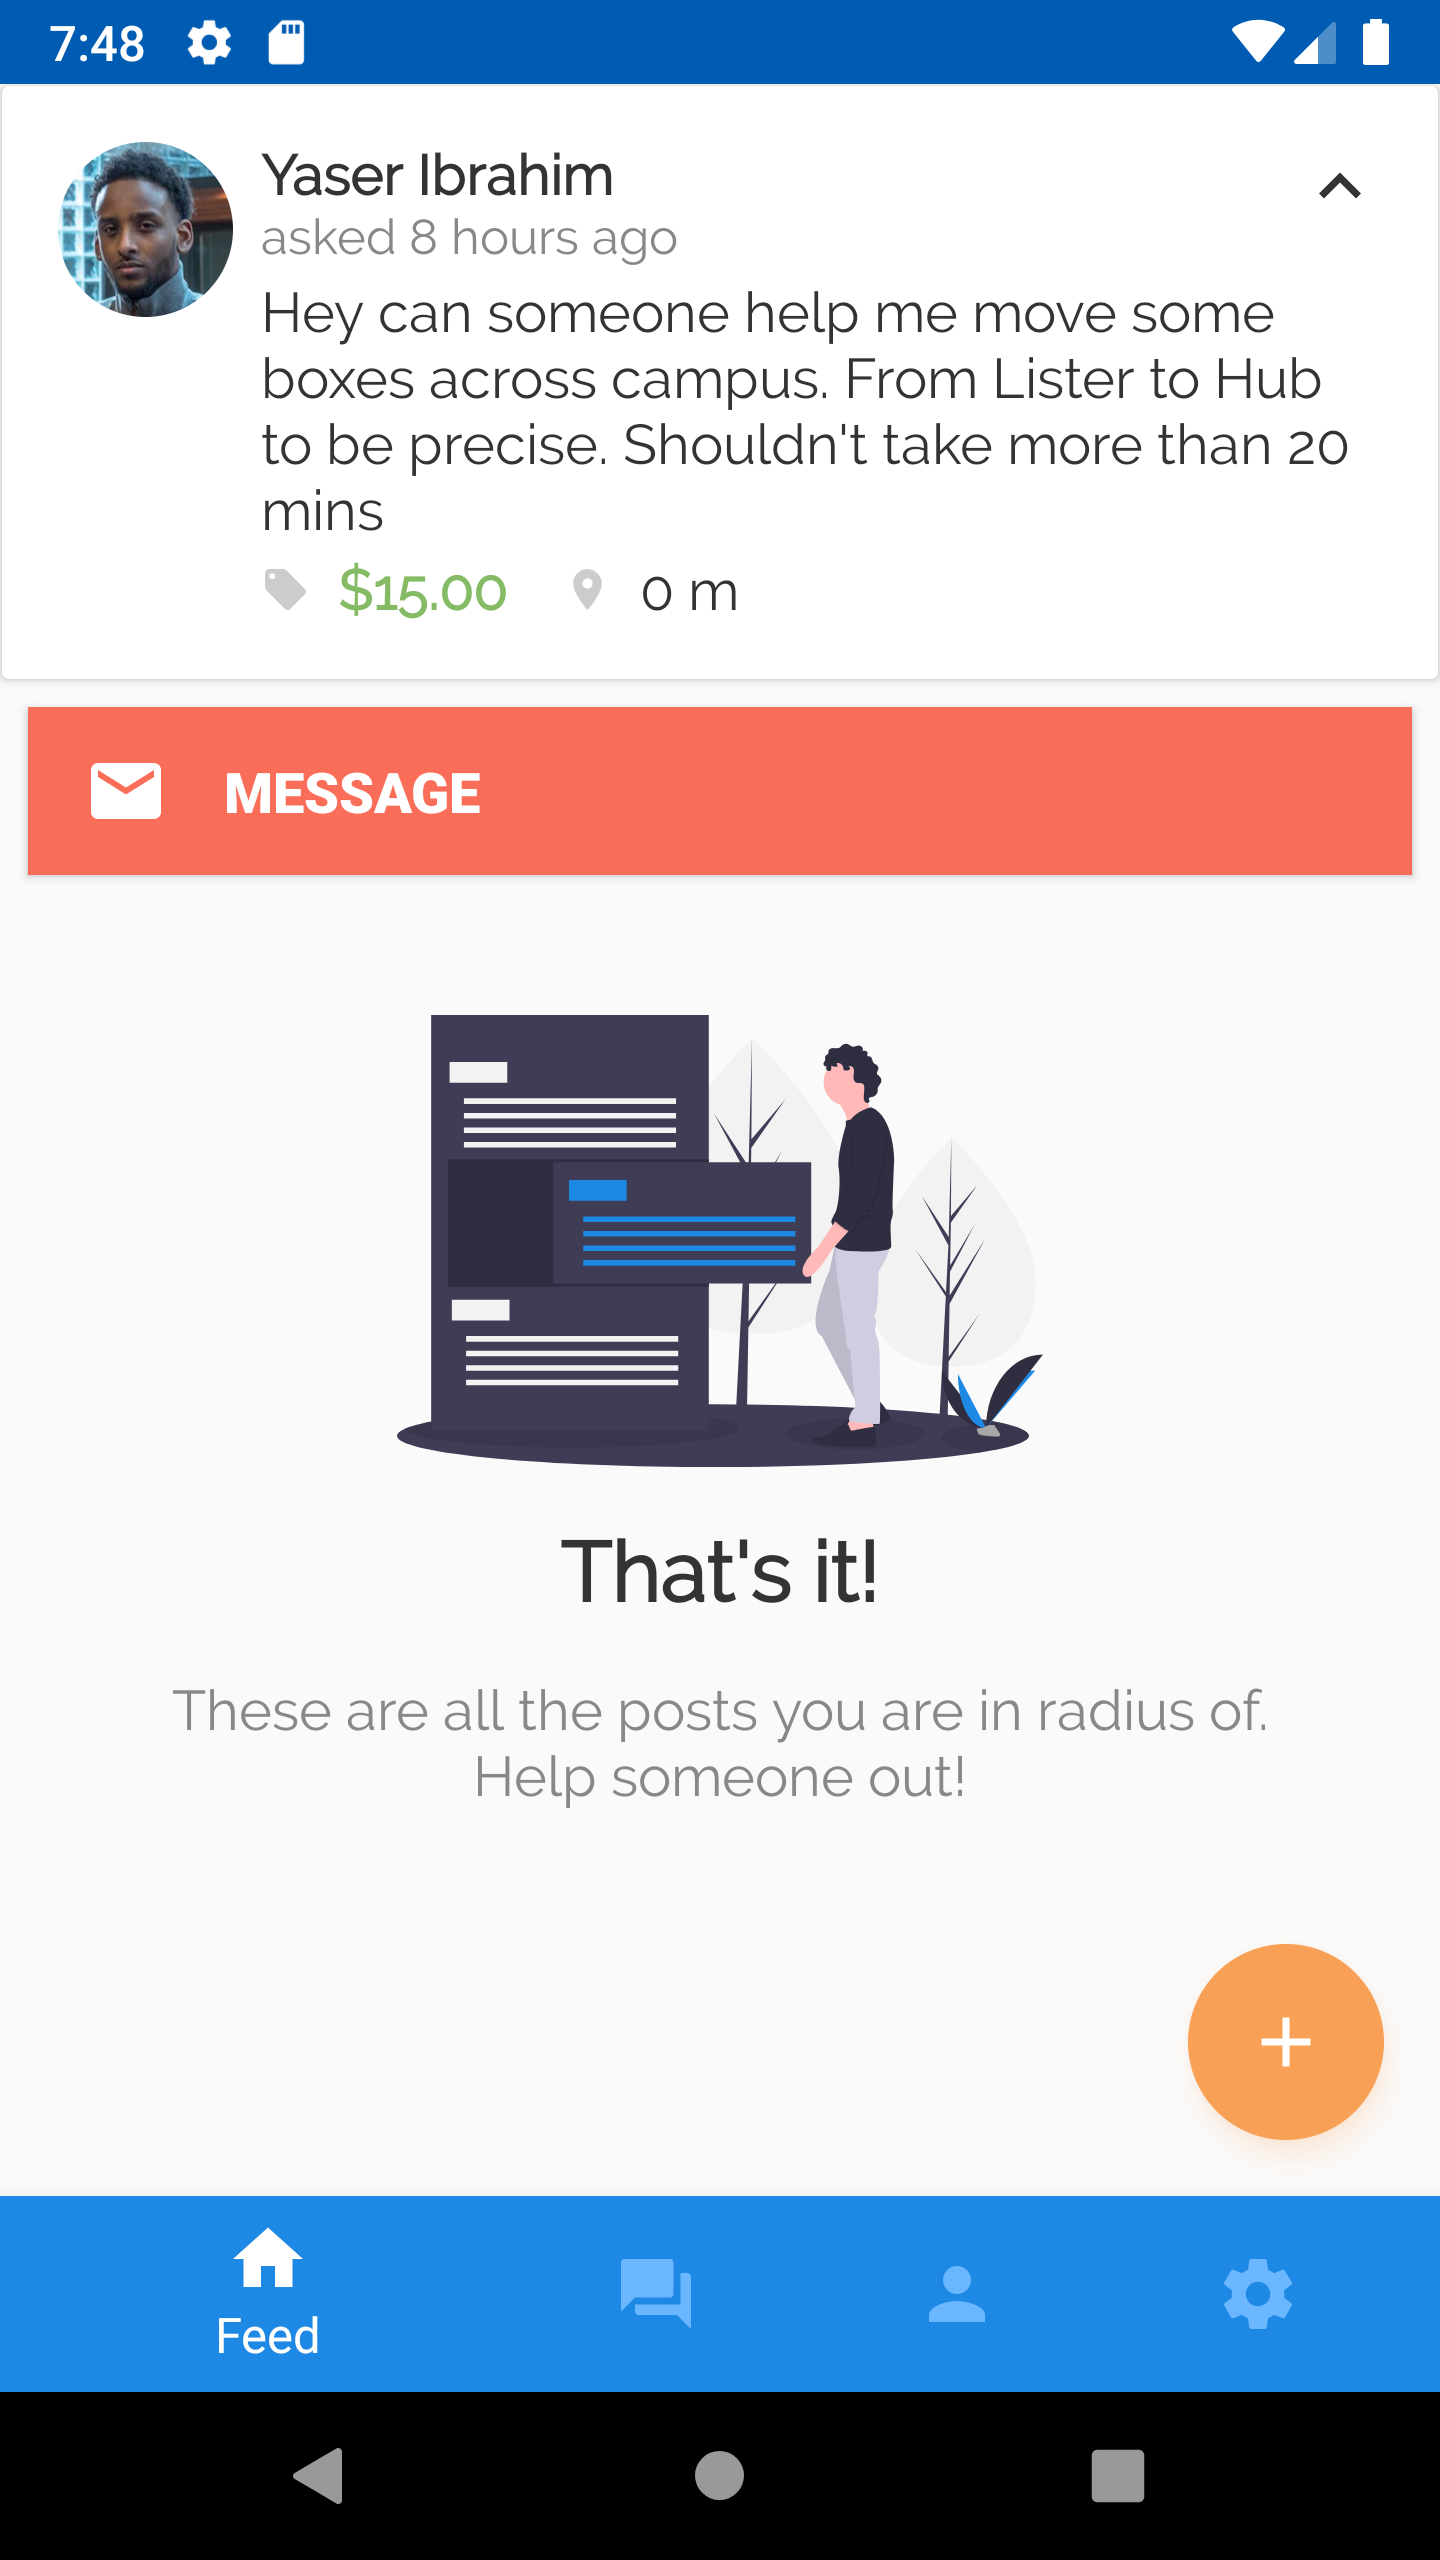 7:48
Yaser Ibrahim
asked 8 hours ago
Hey can someone help me move some
boxes across campus. From Lister to Hub
to be precise. Shouldn't take more than 20
mins
$15.00 0 m
MESSAGE
That's it!
These are all the posts you are in radius of.
Help someone out!
Feed